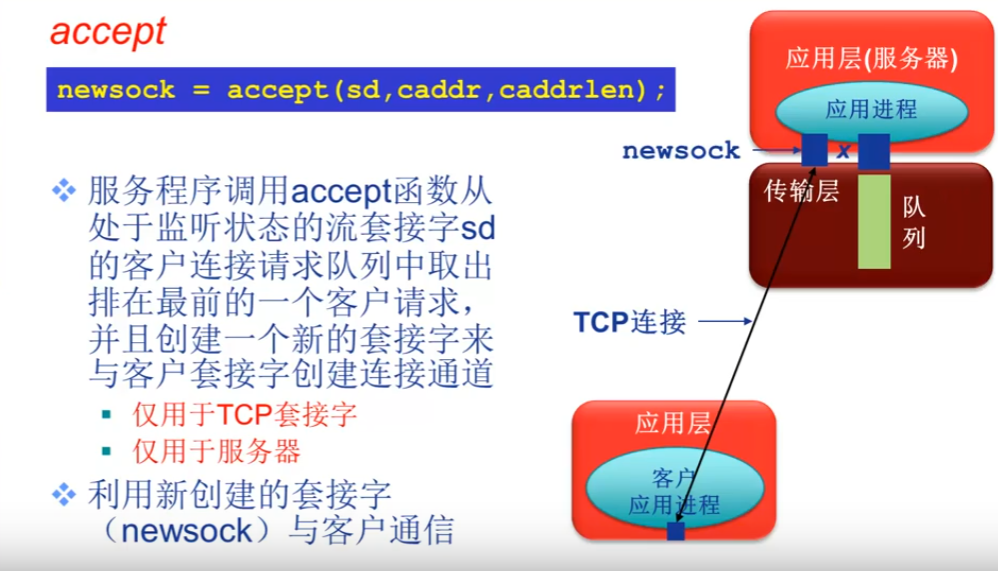 accept
newsock = accept(sd,caddr,caddrlen);
服务程序调用accept函数从
处于监听状态的流套接字sd
的客户连接请求队列中取出
排在最前的一个客户请求，
并且创建一个新的套接字来
与客户套接字创建连接通道
仅用于TCP套接字
仅用于服务器
利用新创建的套接字
（newsock）与客户通信
应用层(服务器)
应用进程
newsock
x
传输层
队
列
TCP连接
应用层
客户
应用进程